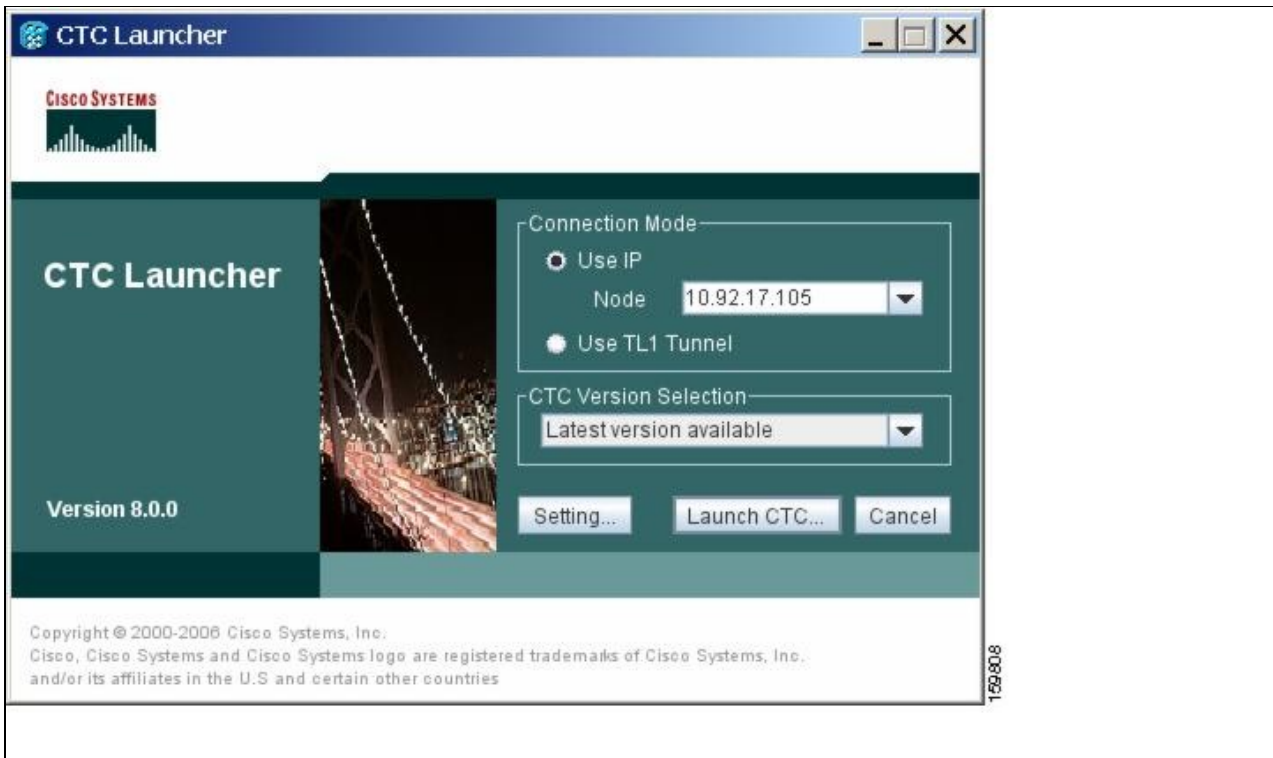 CTC Launcher
CISCO SYSTEMS
CTC Launcher
Version 8.0.0
Connection Mode
Use IP
Node 10.92.17.105
Use TL1 Tunnel
CTC Version Selection
Latest version available
Setting... Launch CTC... Cancel
Copyright © 2000-2006 Cisco Systems, Inc.
Cisco, Cisco Systems and Cisco Systems logo are registered trademarks of Cisco Systems, Inc.
and/or its affiliates in the U.S and certain other countries
159808